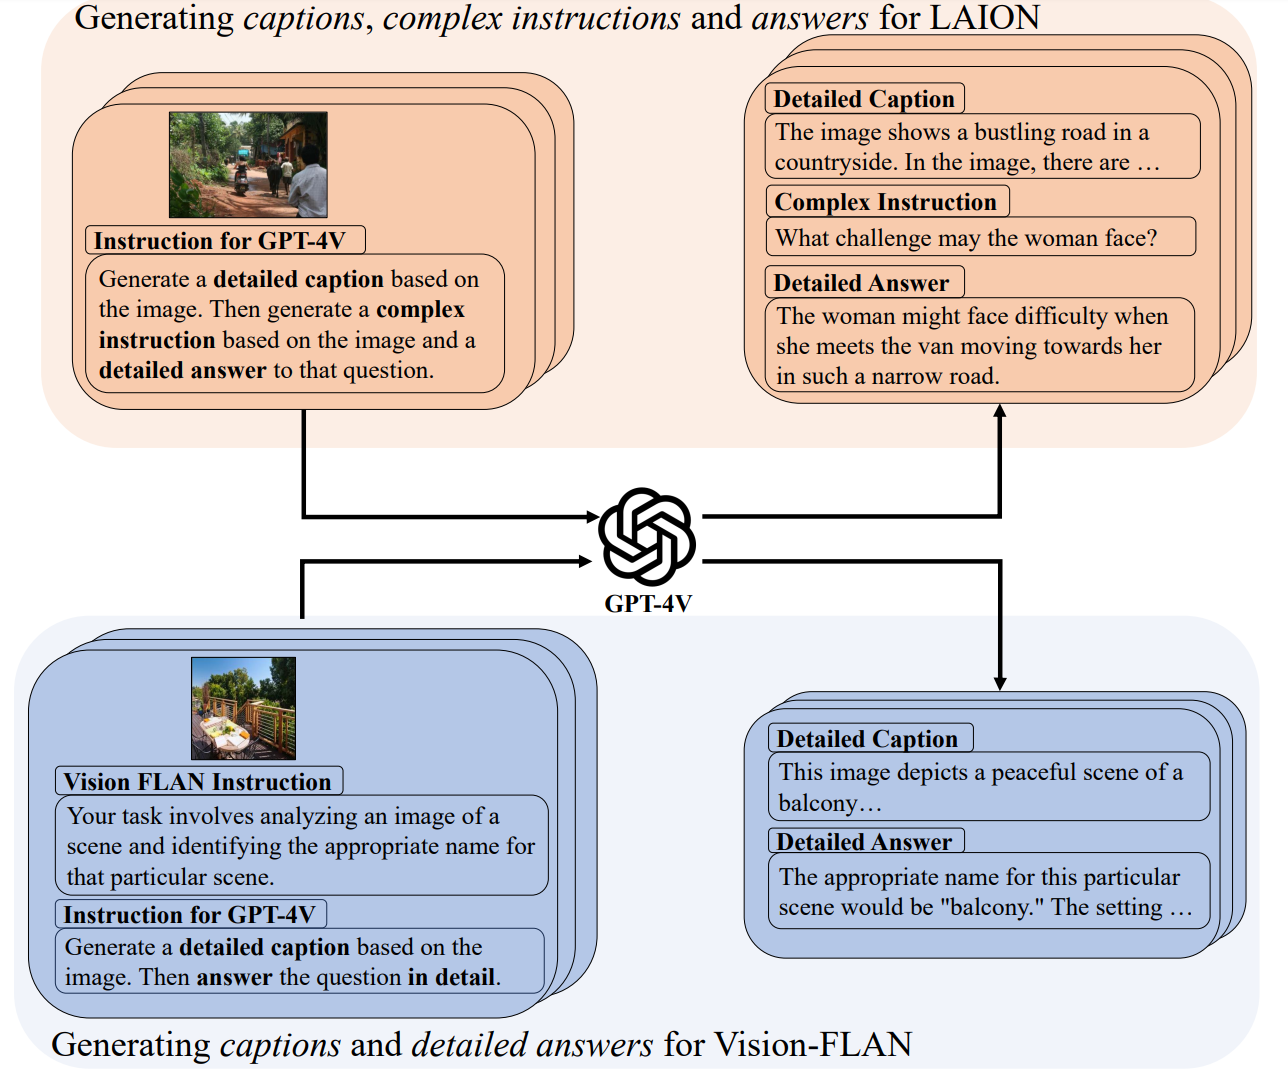 Generating captions, complex instructions and answers for LAION
Instruction for GPT-4V
Generate a detailed caption based on
the image. Then generate a complex
instruction based on the image and a
detailed answer to that question.
Detailed Caption
The image shows a bustling road in a
countryside. In the image, there are …
Complex Instruction
What challenge may the woman face?
Detailed Answer
The woman might face difficulty when
she meets the van moving towards her
in such a narrow road.
GPT-4V
Vision FLAN Instruction
Your task involves analyzing an image of a
scene and identifying the appropriate name for
that particular scene.
Instruction for GPT-4V
Generate a detailed caption based on the
image. Then answer the question in detail.
Detailed Caption
This image depicts a peaceful scene of a
balcony…
Detailed Answer
The appropriate name for this particular
scene would be "balcony." The setting …
Generating captions and detailed answers for Vision-FLAN